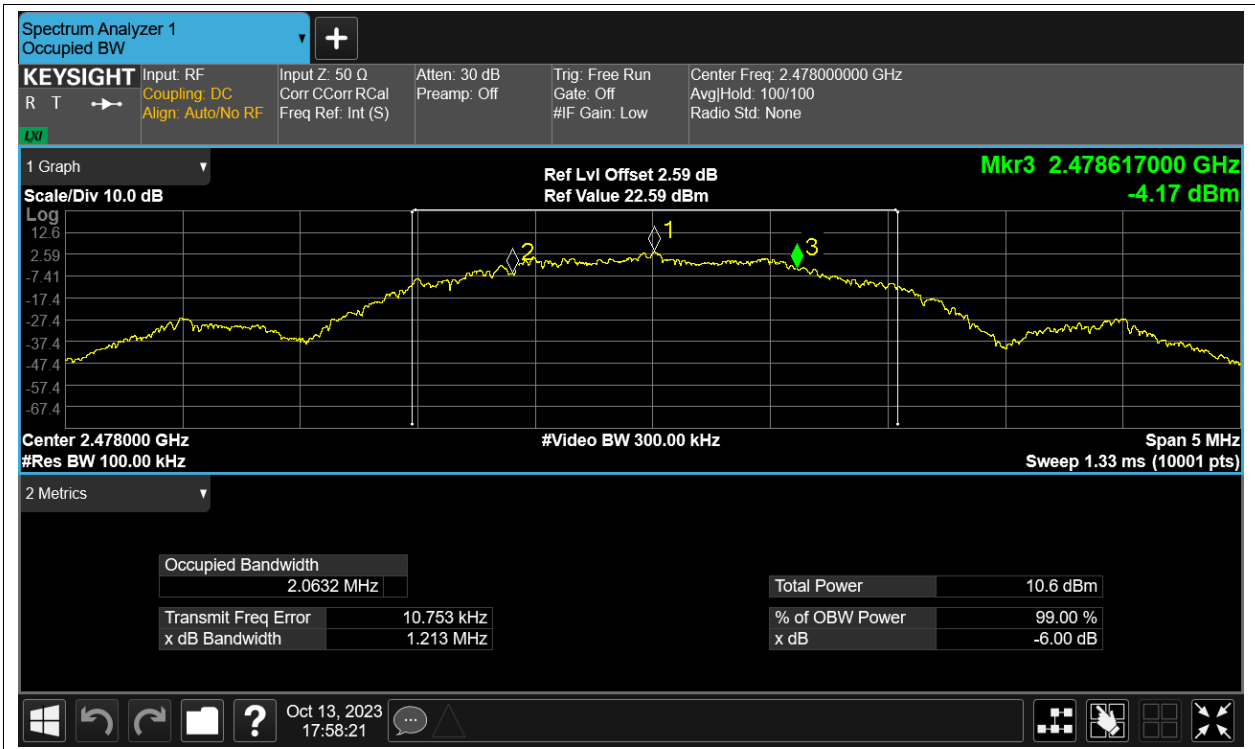 Spectrum Analyzer 1
Occupied BW
KEYSIGHT
R T
LXI
Input: RF
Coupling: DC
Align: Auto/No RF
Input Z: 50 Ω
Corr CCorr RCal
Freq Ref: Int (S)
Atten: 30 dB
Preamp: Off
Trig: Free Run
Gate: Off
#IF Gain: Low
Center Freq: 2.478000000 GHz
Avg|Hold: 100/100
Radio Std: None
1 Graph
Scale/Div 10.0 dB
Ref Lvl Offset 2.59 dB
Ref Value 22.59 dBm
Mkr3 2.478617000 GHz
-4.17 dBm
Log
12.6
2.59
-7.41
-17.4
-27.4
-37.4
-47.4
-57.4
-67.4
2
1
3
Center 2.478000 GHz
#Video BW 300.00 kHz
Span 5 MHz
#Res BW 100.00 kHz
Sweep 1.33 ms (10001 pts)
2 Metrics
Occupied Bandwidth
2.0632 MHz
Transmit Freq Error 10.753 kHz
x dB Bandwidth 1.213 MHz
Total Power 10.6 dBm
% of OBW Power 99.00 %
x dB -6.00 dB
?
Oct 13, 2023
17:58:21